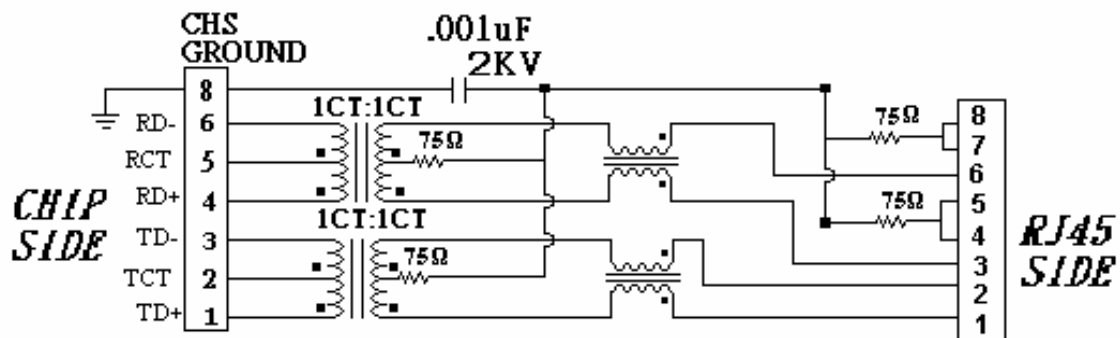 CHS
GROUND
.001uF
2KV
8
1CT:1CT
RD- 6
75Ω
RCT 5
RD+ 4
1CT:1CT
TD- 3
75Ω
TCT 2
TD+ 1
CHIP
SIDE
75Ω
8
7
6
75Ω
5
4
3
2
1
RJ45
SIDE